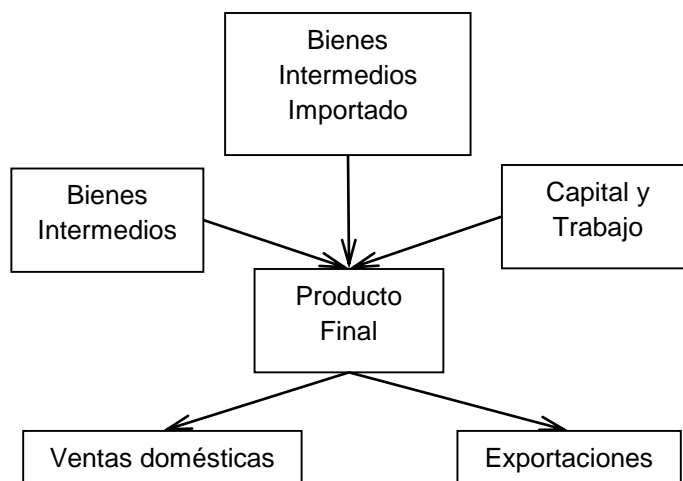 Bienes
Intermedios
Importado
Bienes
Intermedios
Capital y
Trabajo
Producto
Final
Ventas domésticas
Exportaciones